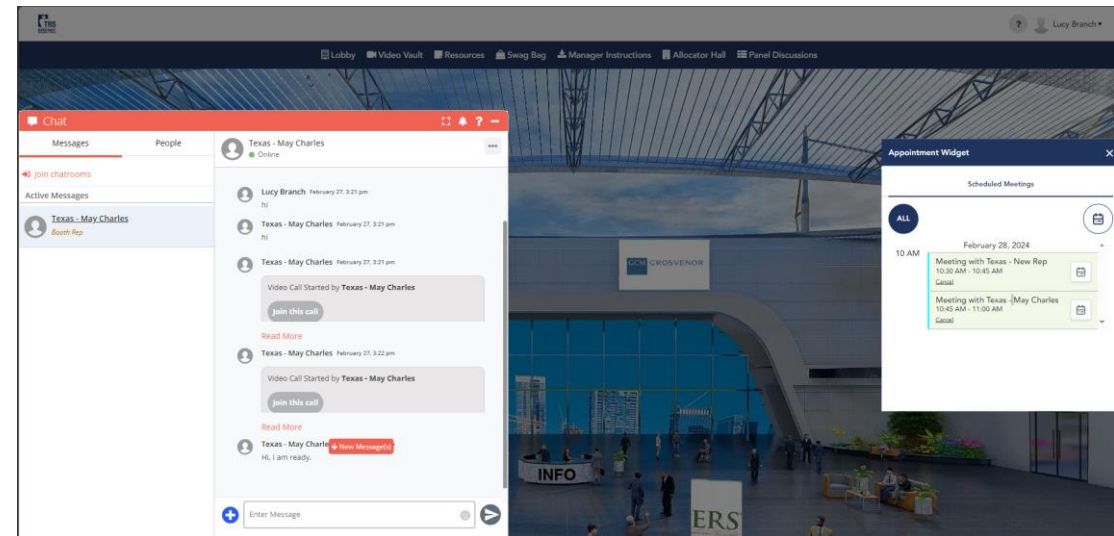 TRS
?
Lucy Branch
Lobby
Video Vault
Resources
Swag Bag
Manager Instructions
Allocator Hall
Panel Discussions
Chat
?
Messages
People
Join chatrooms
Active Messages
Texas - May Charles
Booth Rep
Texas - May Charles
Online
Lucy Branch February 27, 3:21 pm
hi
Texas - May Charles February 27, 3:21 pm
hi
Texas - May Charles February 27, 3:21 pm
Video Call Started by Texas - May Charles
Join this call
Read More
Texas - May Charles February 27, 3:22 pm
Video Call Started by Texas - May Charles
Join this call
Read More
Texas - May Charle
New Message(s)
Hi, I am ready.
Enter Message
GCM GROSVENOR
INFO
ERS
Appointment Widget
Scheduled Meetings
ALL
February 28, 2024
10 AM
Meeting with Texas - New Rep
10:30 AM - 10:45 AM
Cancel
Meeting with Texas - May Charles
10:45 AM - 11:00 AM
Cancel